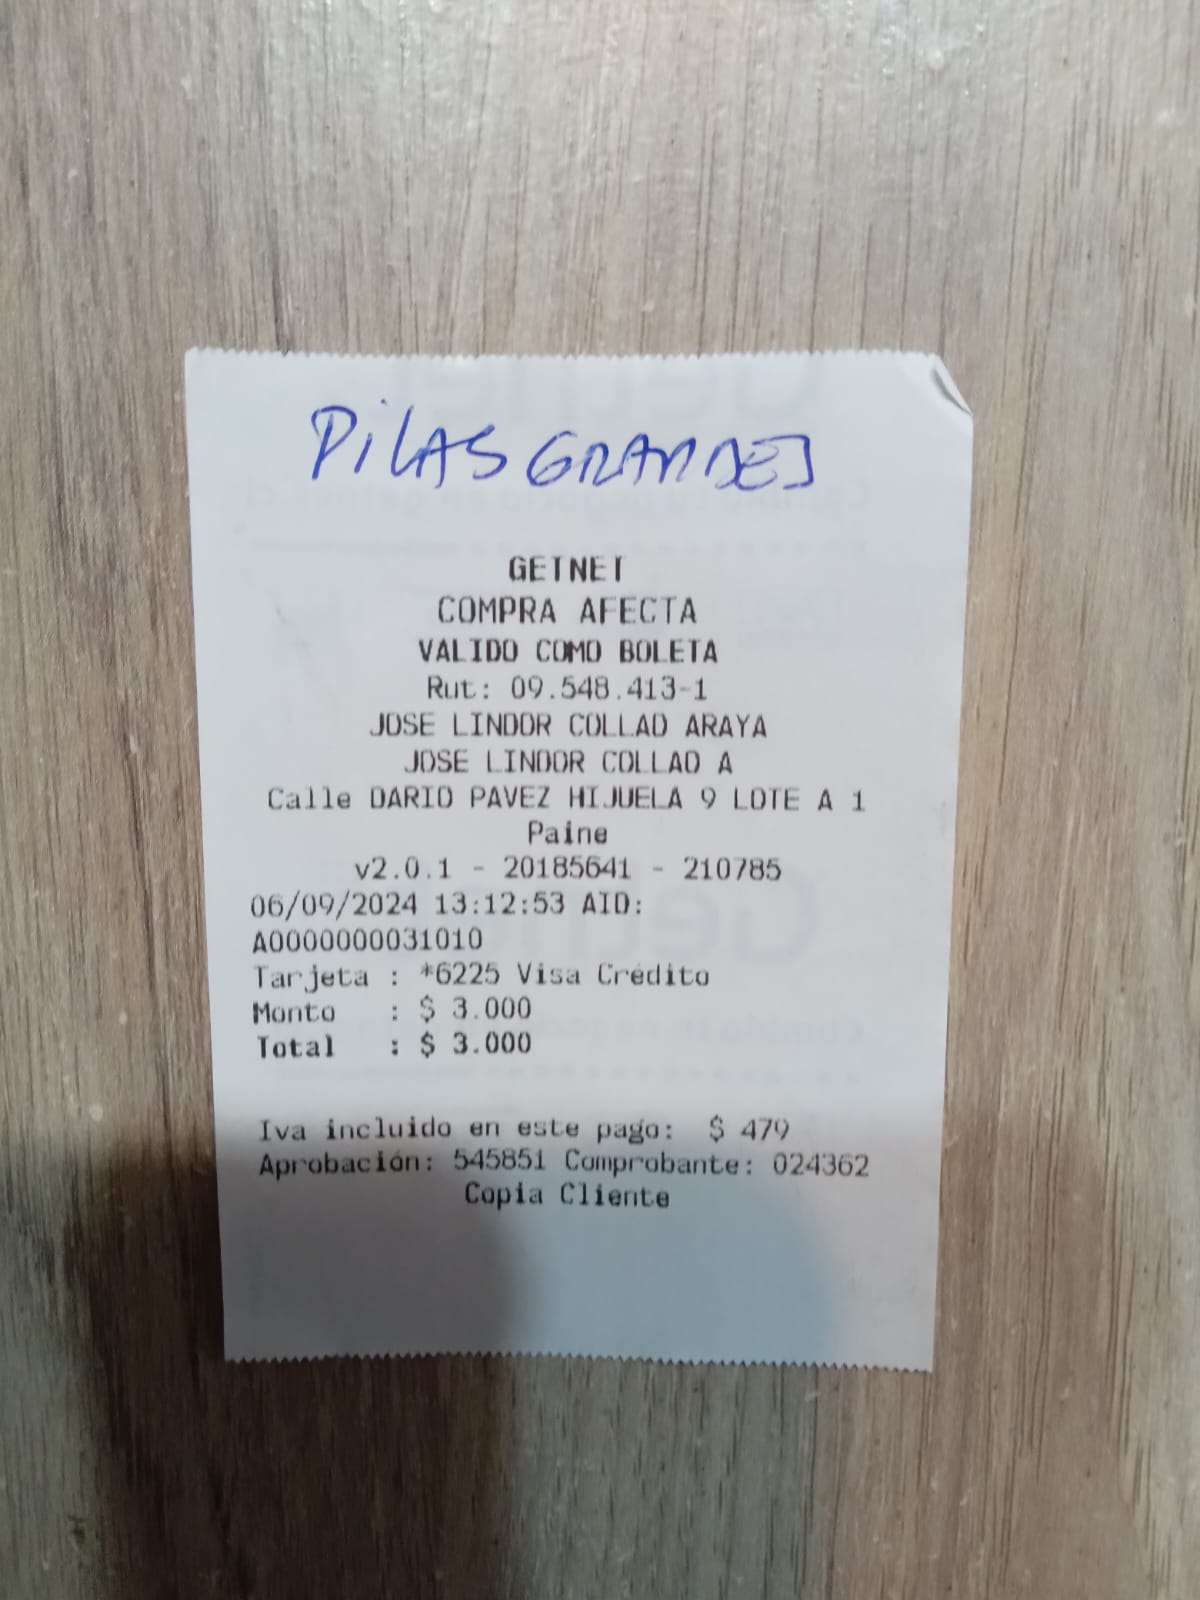 PILAS GRANDES
GETNET
COMPRA AFECTA
VALIDO COMO BOLETA
Rut: 09.548.413-1
JOSE LINDOR COLLAO ARAYA
JOSE LINDOR COLLAO A
Calle DARIO PAVEZ HIJUELA 9 LOTE A 1
Paine
v2.0.1 - 20185641 - 210785
06/09/2024 13:12:53 AID:
A0000000031010
Tarjeta : *6225 Visa Crédito
Monto : $ 3.000
Total : $ 3.000
Iva incluido en este pago: $ 479
Aprobación: 545851 Comprobante: 024362
Copia Cliente